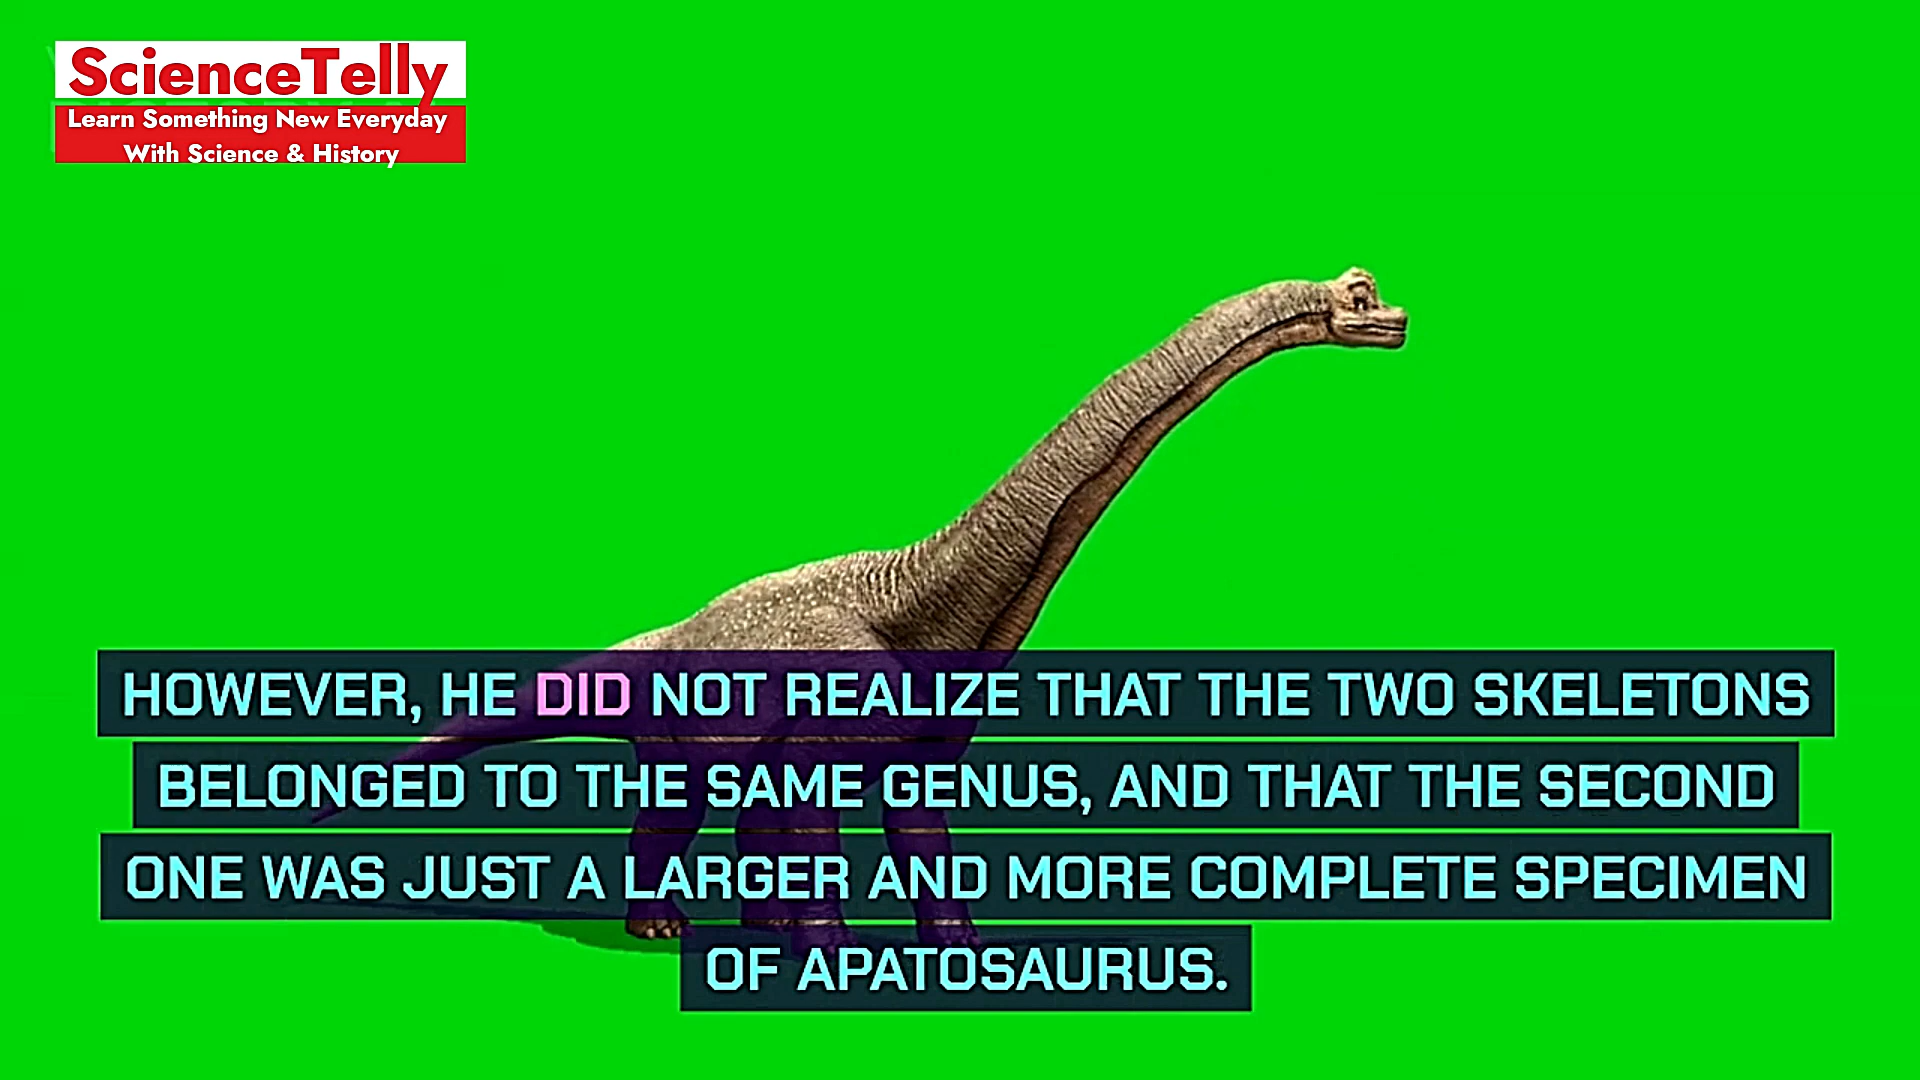 ScienceTelly
Learn Something New Everyday
With Science & History
HOWEVER, HE DID NOT REALIZE THAT THE TWO SKELETONS
BELONGED TO THE SAME GENUS, AND THAT THE SECOND
ONE WAS JUST A LARGER AND MORE COMPLETE SPECIMEN
OF APATOSAURUS.